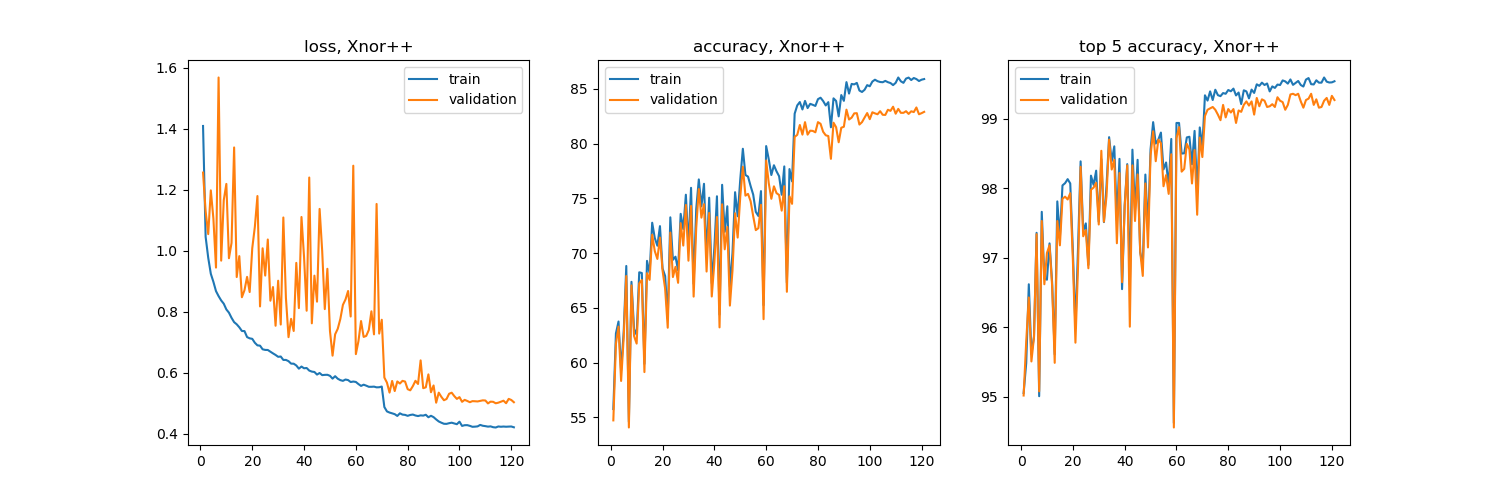 loss, Xnor++
train
validation
1.6
1.4
1.2
1.0
0.8
0.6
0.4
0 20 40 60 80 100 120
accuracy, Xnor++
train
validation
85
80
75
70
65
60
55
0 20 40 60 80 100 120
top 5 accuracy, Xnor++
train
validation
99
98
97
96
95
0 20 40 60 80 100 120